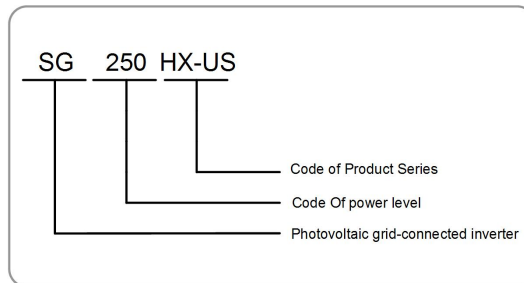 SG 250 HX-US
Code of Product Series
Code Of power level
Photovoltaic grid-connected inverter